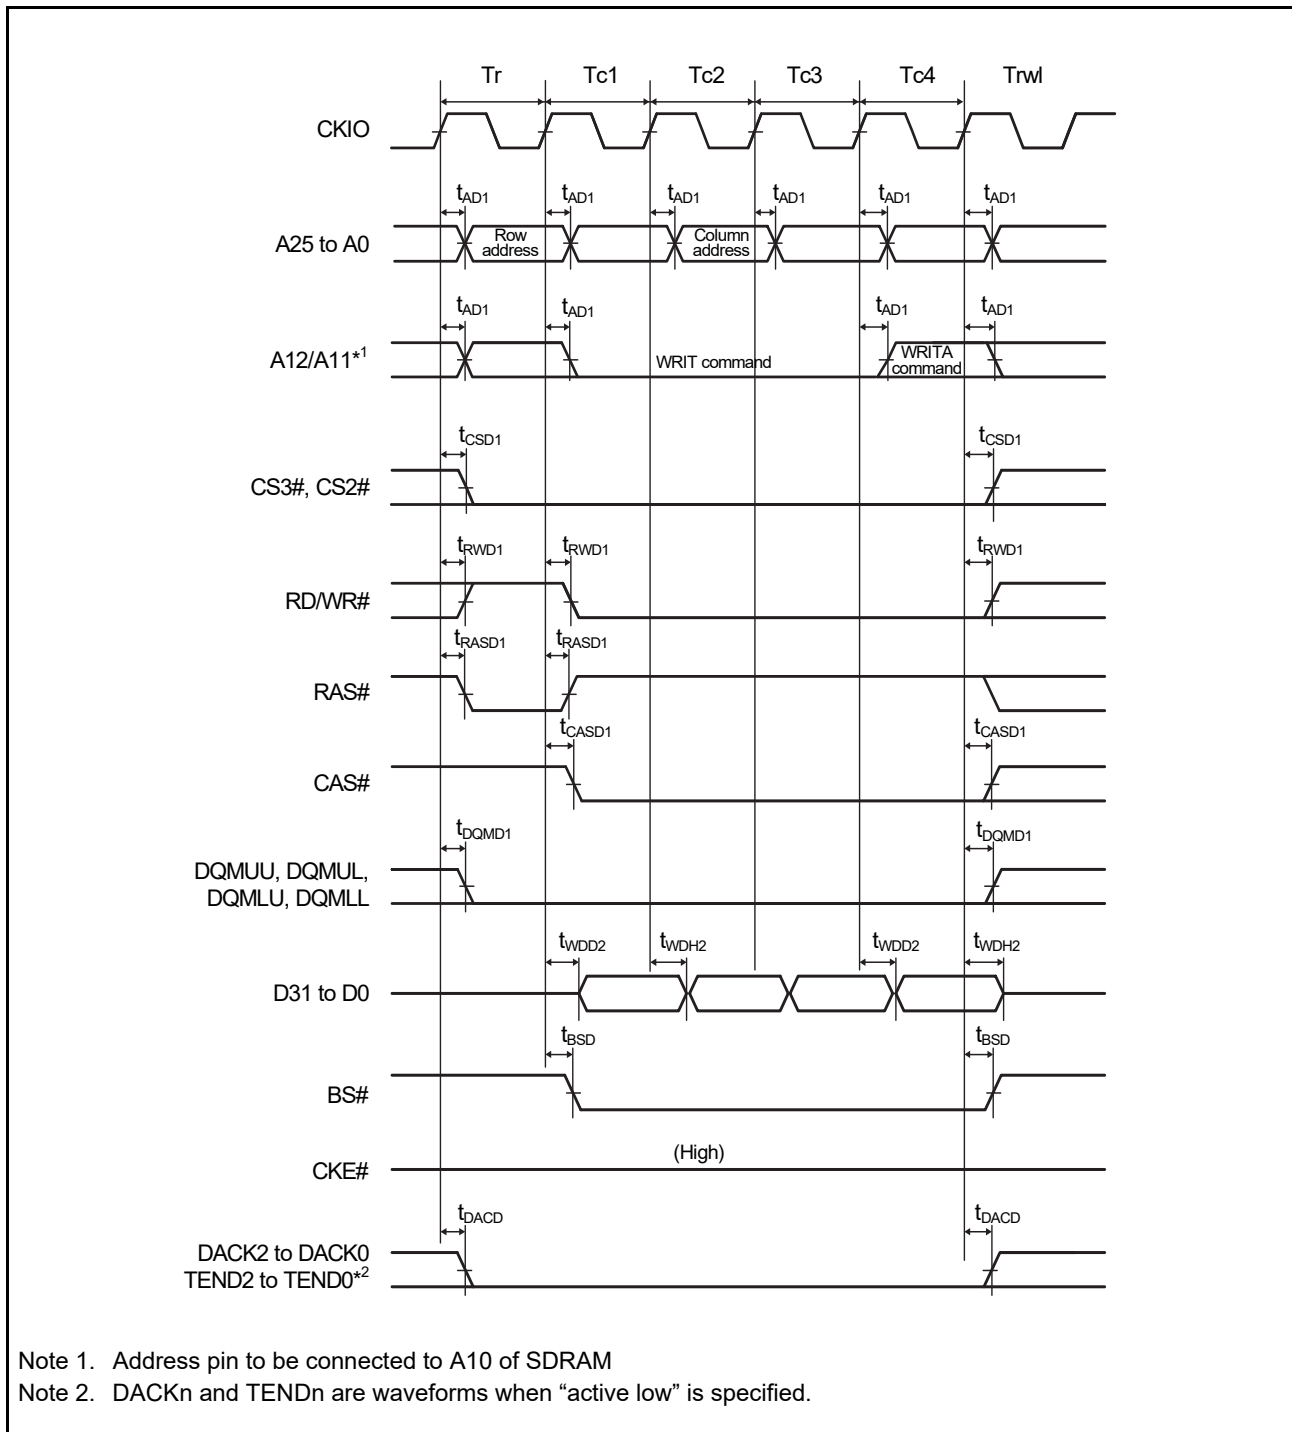 Tr Tc1 Tc2 Tc3 Tc4 Trwl
CKIO
tAD1 tAD1 tAD1 tAD1 tAD1 tAD1
A25 to A0
Row
address
Column
address
tAD1 tAD1 tAD1 tAD1
A12/A11*1
WRIT command
WRITA
command
tCSD1 tCSD1
CS3#, CS2#
tRWD1 tRWD1 tRWD1
RD/WR#
tRASD1 tRASD1
RAS#
tCASD1 tCASD1
CAS#
tDQMD1 tDQMD1
DQMUU, DQMUL,
DQMLU, DQMLL
tWDD2 tWDH2 tWDD2 tWDH2
D31 to D0
tBSD tBSD
BS#
(High)
CKE#
tDACD tDACD
DACK2 to DACK0
TEND2 to TEND0*2
Note 1. Address pin to be connected to A10 of SDRAM
Note 2. DACKn and TENDn are waveforms when “active low” is specified.